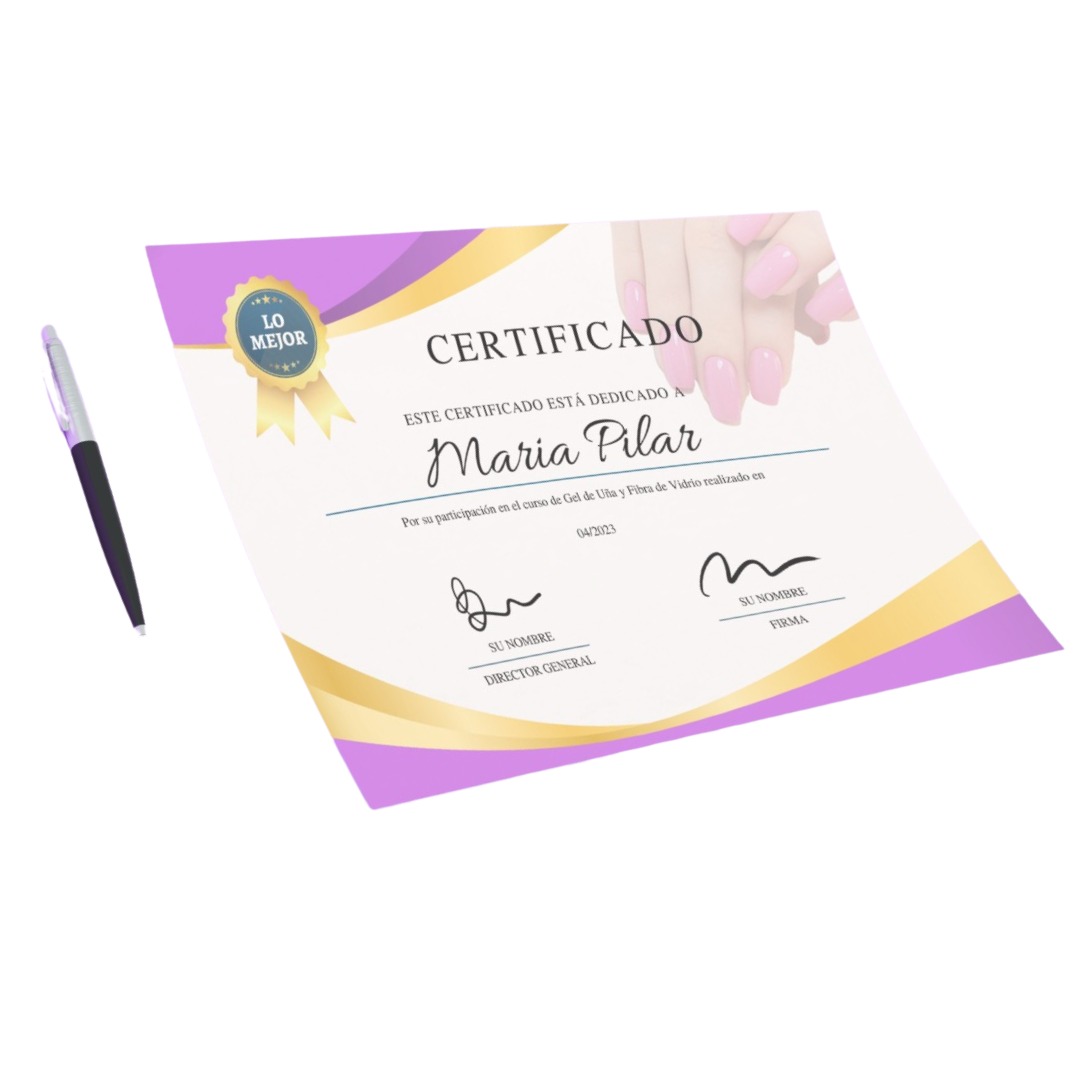 LO
MEJOR
CERTIFICADO
ESTE CERTIFICADO ESTÁ DEDICADO A
Maria Pilar
Por su participación en el curso de Gel de Uña y Fibra de Vidrio realizado en
04/2023
SU NOMBRE
DIRECTOR GENERAL
SU NOMBRE
FIRMA